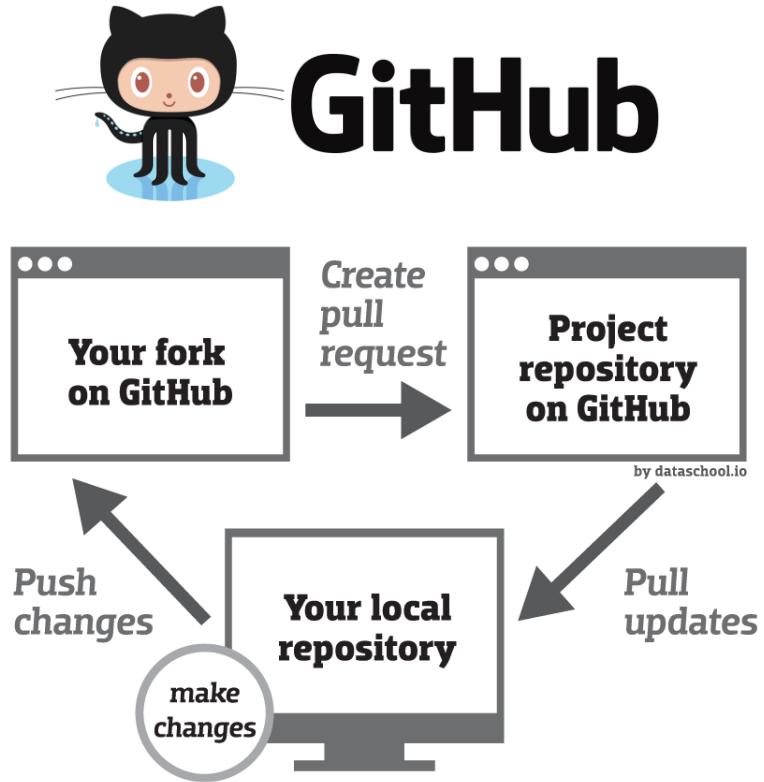 GitHub
Create
pull
request
Your fork
on GitHub
Project
repository
on GitHub
by dataschool.io
Push
changes
Your local
repository
Pull
updates
make
changes